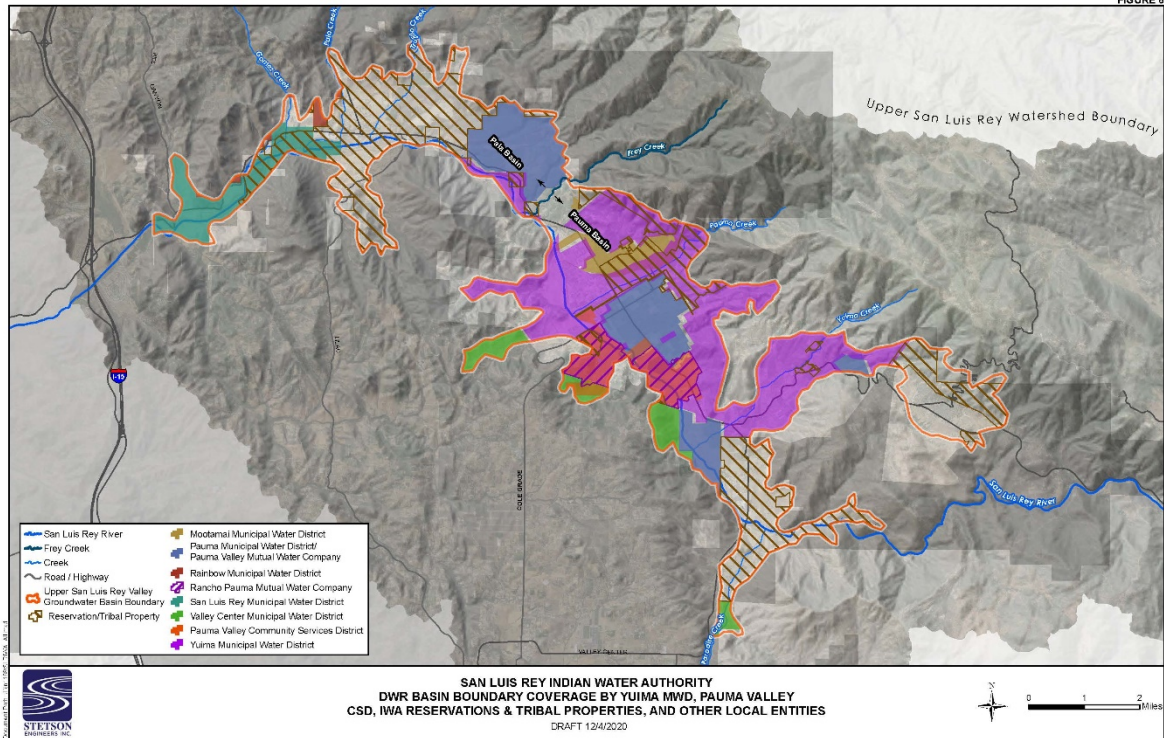 FIGURE 6
Gomez Creek
Pala Creek
Upper San Luis Rey Watershed Boundary
Pala Basin
Frey Creek
Pauma Basin
Pauma Creek
Yuima Creek
I-15
COLE GRADE
San Luis Rey River
San Luis Rey River
Frey Creek
Creek
Road / Highway
Upper San Luis Rey Valley
Groundwater Basin Boundary
Reservation/Tribal Property
Mootamai Municipal Water District
Pauma Municipal Water District/
Pauma Valley Mutual Water Company
Rainbow Municipal Water District
Rancho Pauma Mutual Water Company
San Luis Rey Municipal Water District
Valley Center Municipal Water District
Pauma Valley Community Services District
Yuima Municipal Water District
VALLEY CENTER
Paradise Creek
STETSON
ENGINEERS INC.
SAN LUIS REY INDIAN WATER AUTHORITY
DWR BASIN BOUNDARY COVERAGE BY YUIMA MWD, PAUMA VALLEY
CSD, IWA RESERVATIONS & TRIBAL PROPERTIES, AND OTHER LOCAL ENTITIES
DRAFT 12/4/2020
N
0 1 2
Miles